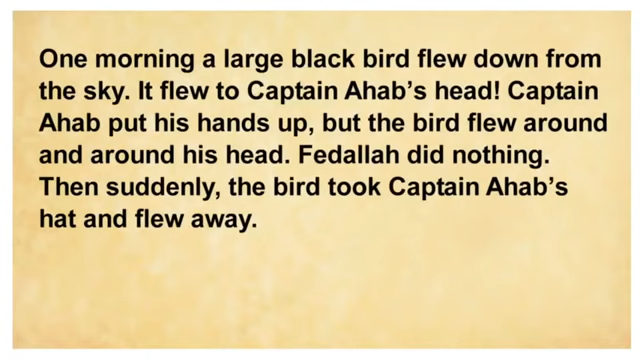 One morning a large black bird flew down from
the sky. It flew to Captain Ahab’s head! Captain
Ahab put his hands up, but the bird flew around
and around his head. Fedallah did nothing.
Then suddenly, the bird took Captain Ahab’s
hat and flew away.